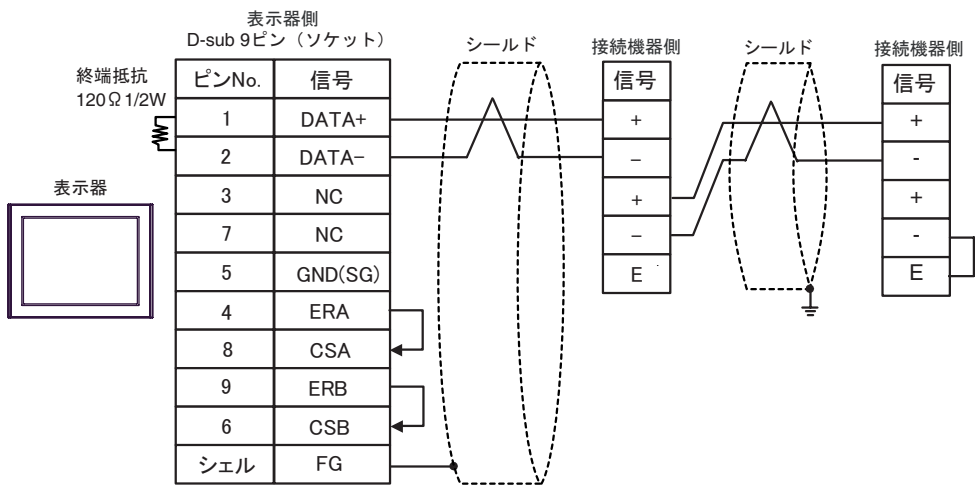 表示器側
D-sub 9ピン（ソケット）
終端抵抗
120Ω1/2W
表示器
ピンNo. 信号
1 DATA+
2 DATA−
3 NC
7 NC
5 GND(SG)
4 ERA
8 CSA
9 ERB
6 CSB
シェル FG
シールド
接続機器側
信号
+
−
+
−
E
シールド
接続機器側
信号
+
-
+
-
E